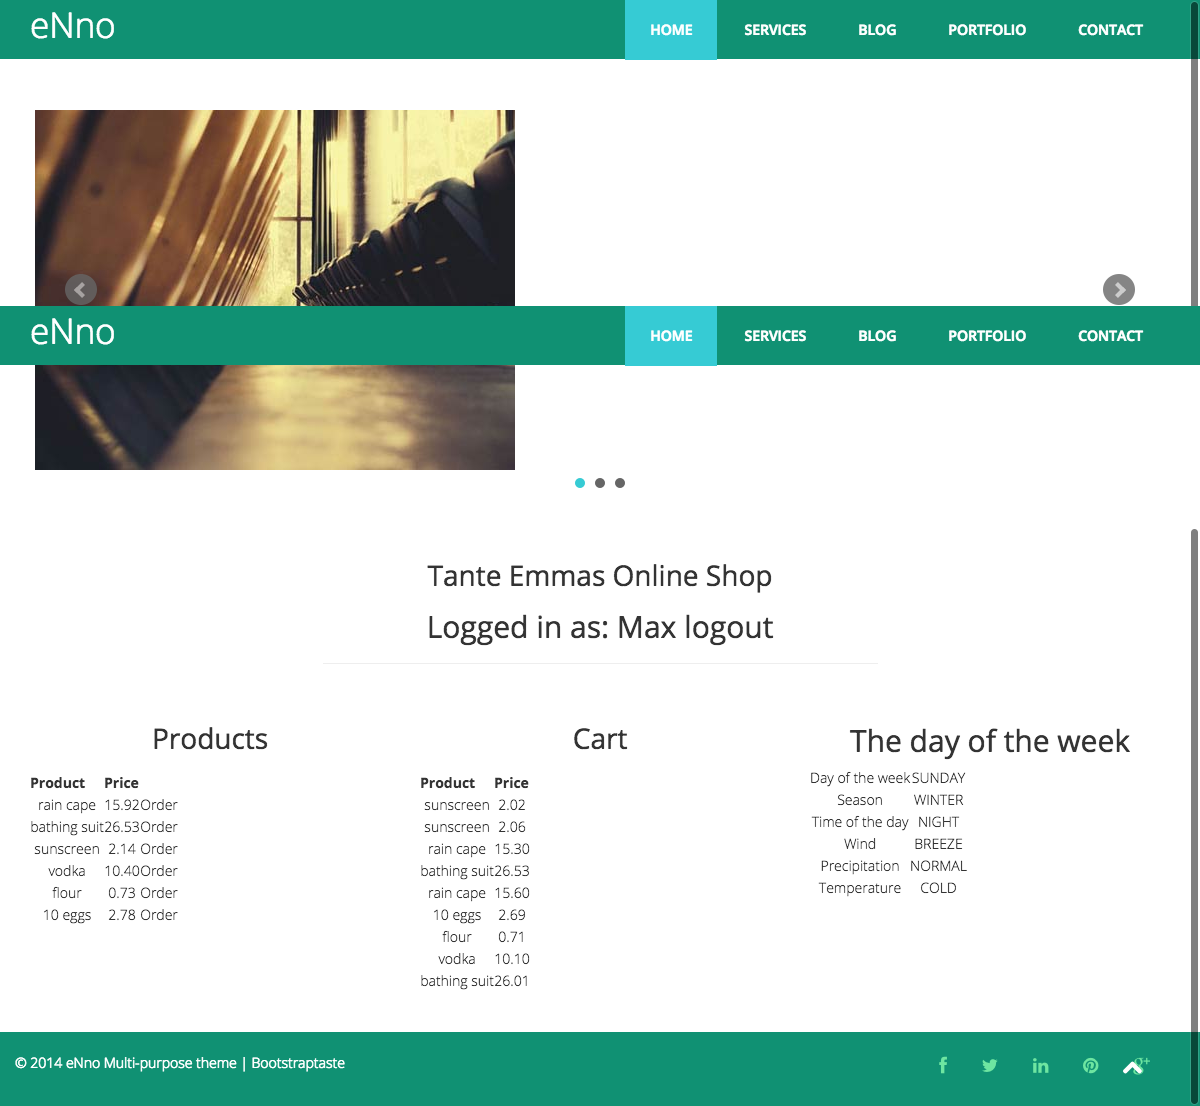 eNno HOME SERVICES BLOG PORTFOLIO CONTACT
eNno HOME SERVICES BLOG PORTFOLIO CONTACT
Tante Emmas Online Shop
Logged in as: Max logout
Products
Product Price
rain cape 15.92 Order
bathing suit 26.53 Order
sunscreen 2.14 Order
vodka 10.40 Order
flour 0.73 Order
10 eggs 2.78 Order
Cart
Product Price
sunscreen 2.02
sunscreen 2.06
rain cape 15.30
bathing suit 26.53
rain cape 15.60
10 eggs 2.69
flour 0.71
vodka 10.10
bathing suit 26.01
The day of the week
Day of the week SUNDAY
Season WINTER
Time of the day NIGHT
Wind BREEZE
Precipitation NORMAL
Temperature COLD
© 2014 eNno Multi-purpose theme | Bootstraptaste